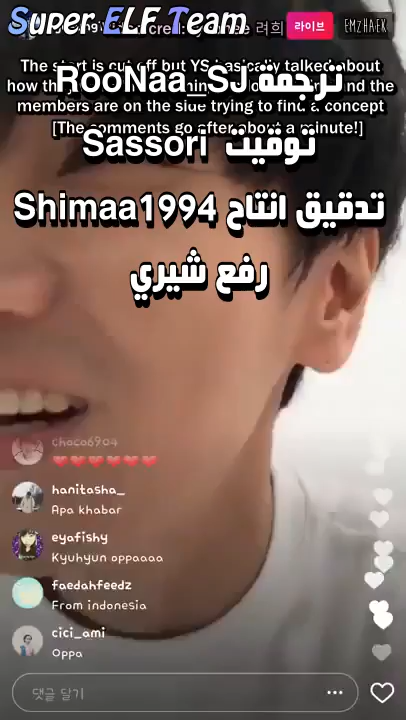 Super ELF Team
려희 라이브 EMZHAEK
The start is cut off but YS basically talked about
ترجمة RooNaa_SJ
members are on the side trying to find a concept
[The comments go after about a minute!]
توقيت Sassori
تدقيق انتاج Shimaa1994
رفع شيري
choco6904
❤❤❤❤❤❤
hanitasha_
Apa khabar
eyafishy
Kyuhyun oppaaaa
faedahfeedz
From indonesia
cici_ami
Oppa
댓글 달기